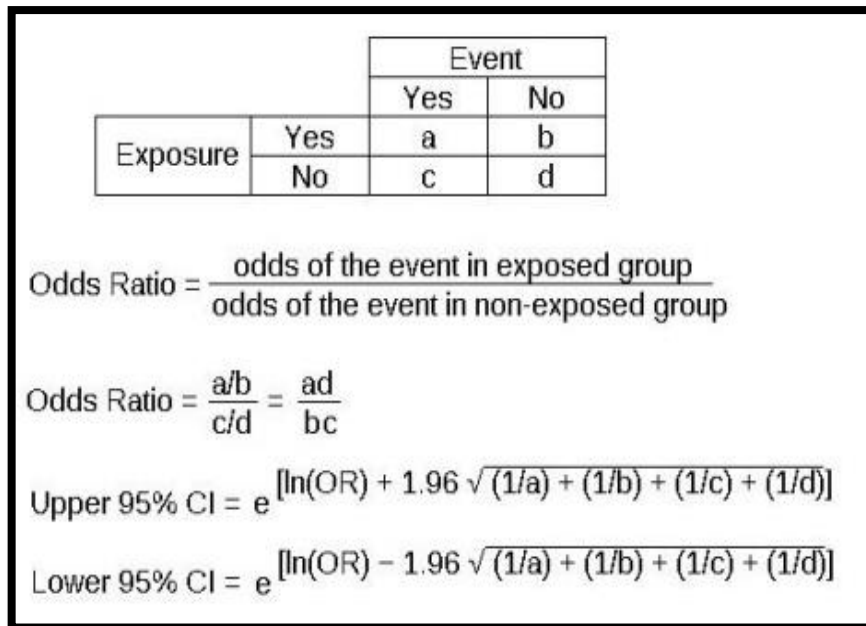 Event
Yes No
Exposure Yes a b
No c d
Odds Ratio = odds of the event in exposed group / odds of the event in non-exposed group
Odds Ratio = a/b / c/d = ad / bc
Upper 95% CI = e [ln(OR) + 1.96 √ (1/a) + (1/b) + (1/c) + (1/d)]
Lower 95% CI = e [ln(OR) − 1.96 √ (1/a) + (1/b) + (1/c) + (1/d)]